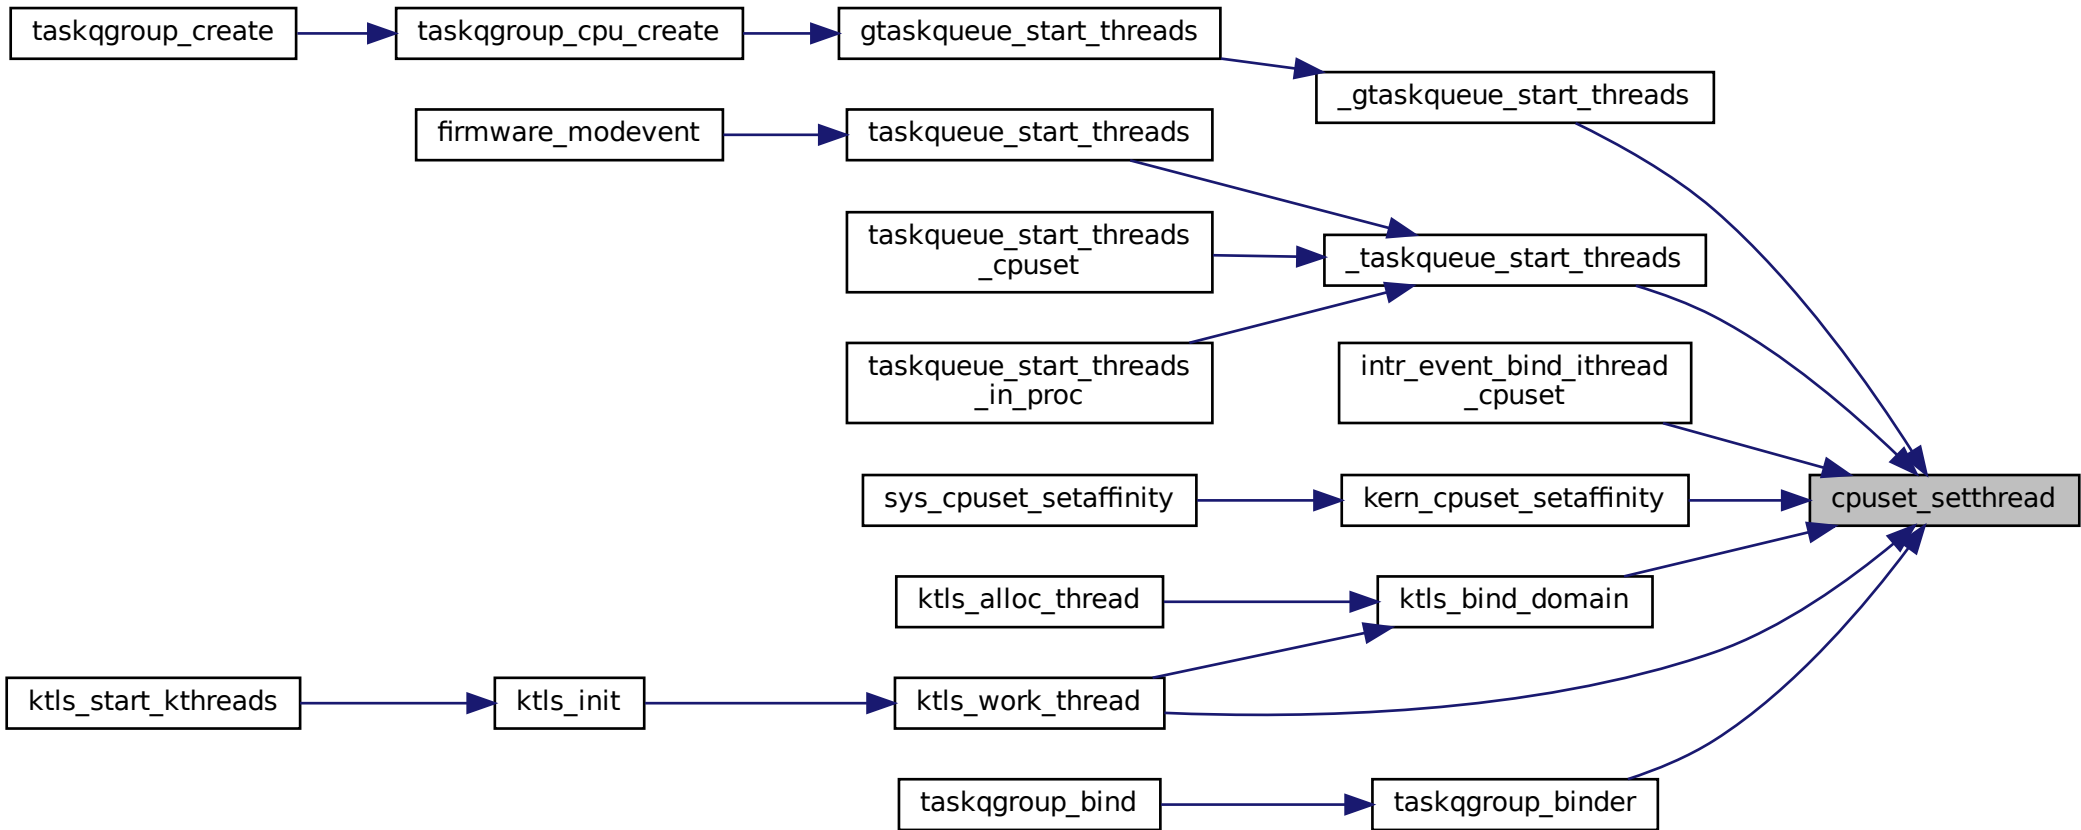 taskqgroup_create
taskqgroup_cpu_create
gtaskqueue_start_threads
_gtaskqueue_start_threads
firmware_modevent
taskqueue_start_threads
taskqueue_start_threads
_cpuset
_taskqueue_start_threads
taskqueue_start_threads
_in_proc
intr_event_bind_ithread
_cpuset
sys_cpuset_setaffinity
kern_cpuset_setaffinity
cpuset_setthread
ktls_alloc_thread
ktls_bind_domain
ktls_start_kthreads
ktls_init
ktls_work_thread
taskqgroup_bind
taskqgroup_binder